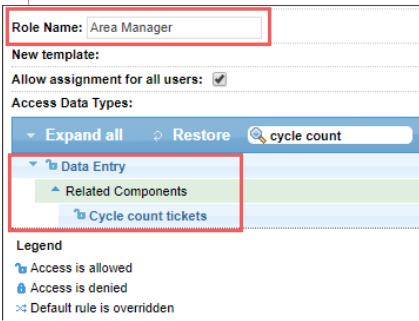 Role Name: Area Manager
New template:
Allow assignment for all users:
Access Data Types:
Expand all Restore cycle count
Data Entry
Related Components
Cycle count tickets
Legend
Access is allowed
Access is denied
Default rule is overridden